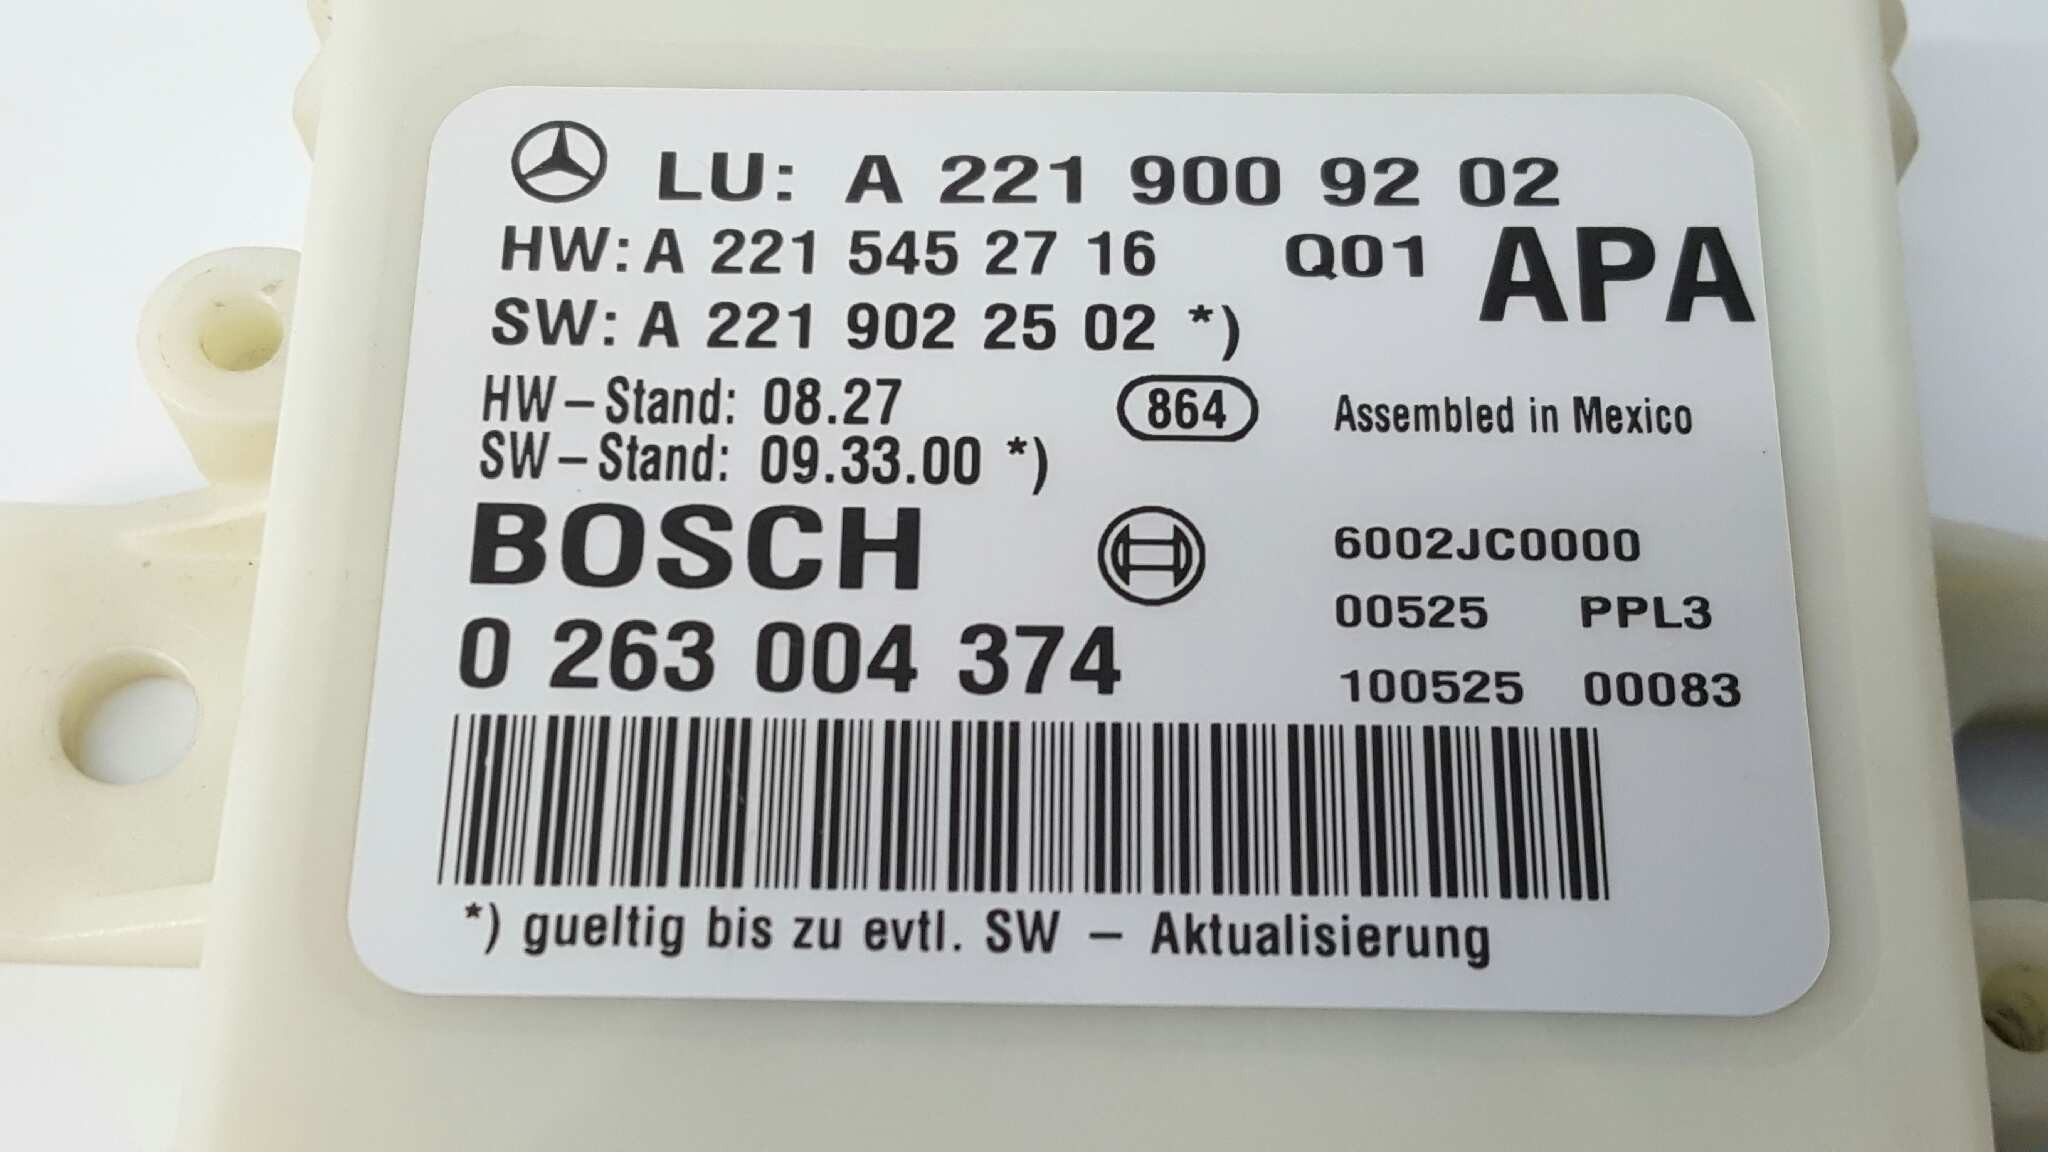 LU: A 221 900 92 02
HW: A 221 545 27 16 Q01 APA
SW: A 221 902 25 02 *)
HW-Stand: 08.27 864 Assembled in Mexico
SW-Stand: 09.33.00 *)
BOSCH 6002JC0000
00525 PPL3
0 263 004 374 100525 00083
*) gueltig bis zu evtl. SW - Aktualisierung